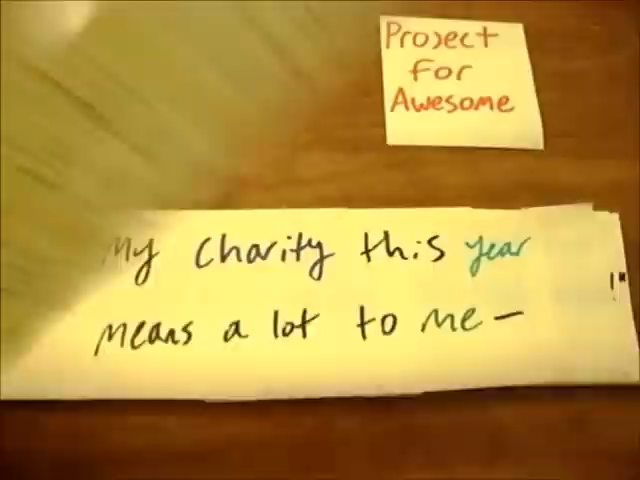 Project
For
Awesome
My charity this year
means a lot to me-